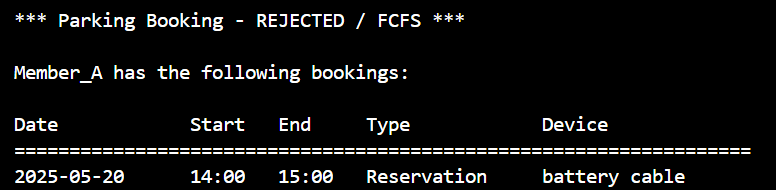 *** Parking Booking - REJECTED / FCFS ***
Member_A has the following bookings:
Date Start End Type Device
===================================================================
2025-05-20 14:00 15:00 Reservation battery cable